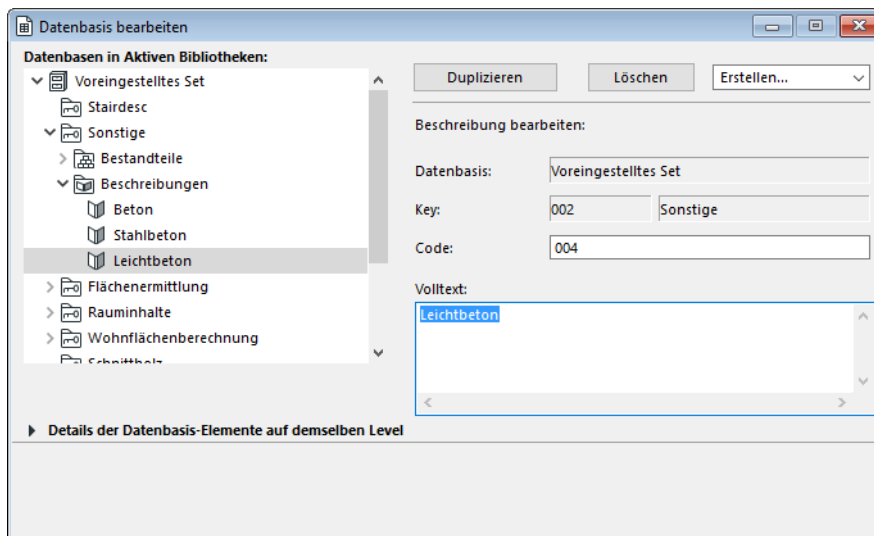 Datenbasis bearbeiten
Datenbasen in Aktiven Bibliotheken:
Voreingestelltes Set
Stairdesc
Sonstige
Bestandteile
Beschreibungen
Beton
Stahlbeton
Leichtbeton
Flächenermittlung
Rauminhalte
Wohnflächenberechnung
Schnittholz
Duplizieren Löschen Erstellen...
Beschreibung bearbeiten:
Datenbasis: Voreingestelltes Set
Key: 002 Sonstige
Code: 004
Volltext:
Leichtbeton
Details der Datenbasis-Elemente auf demselben Level